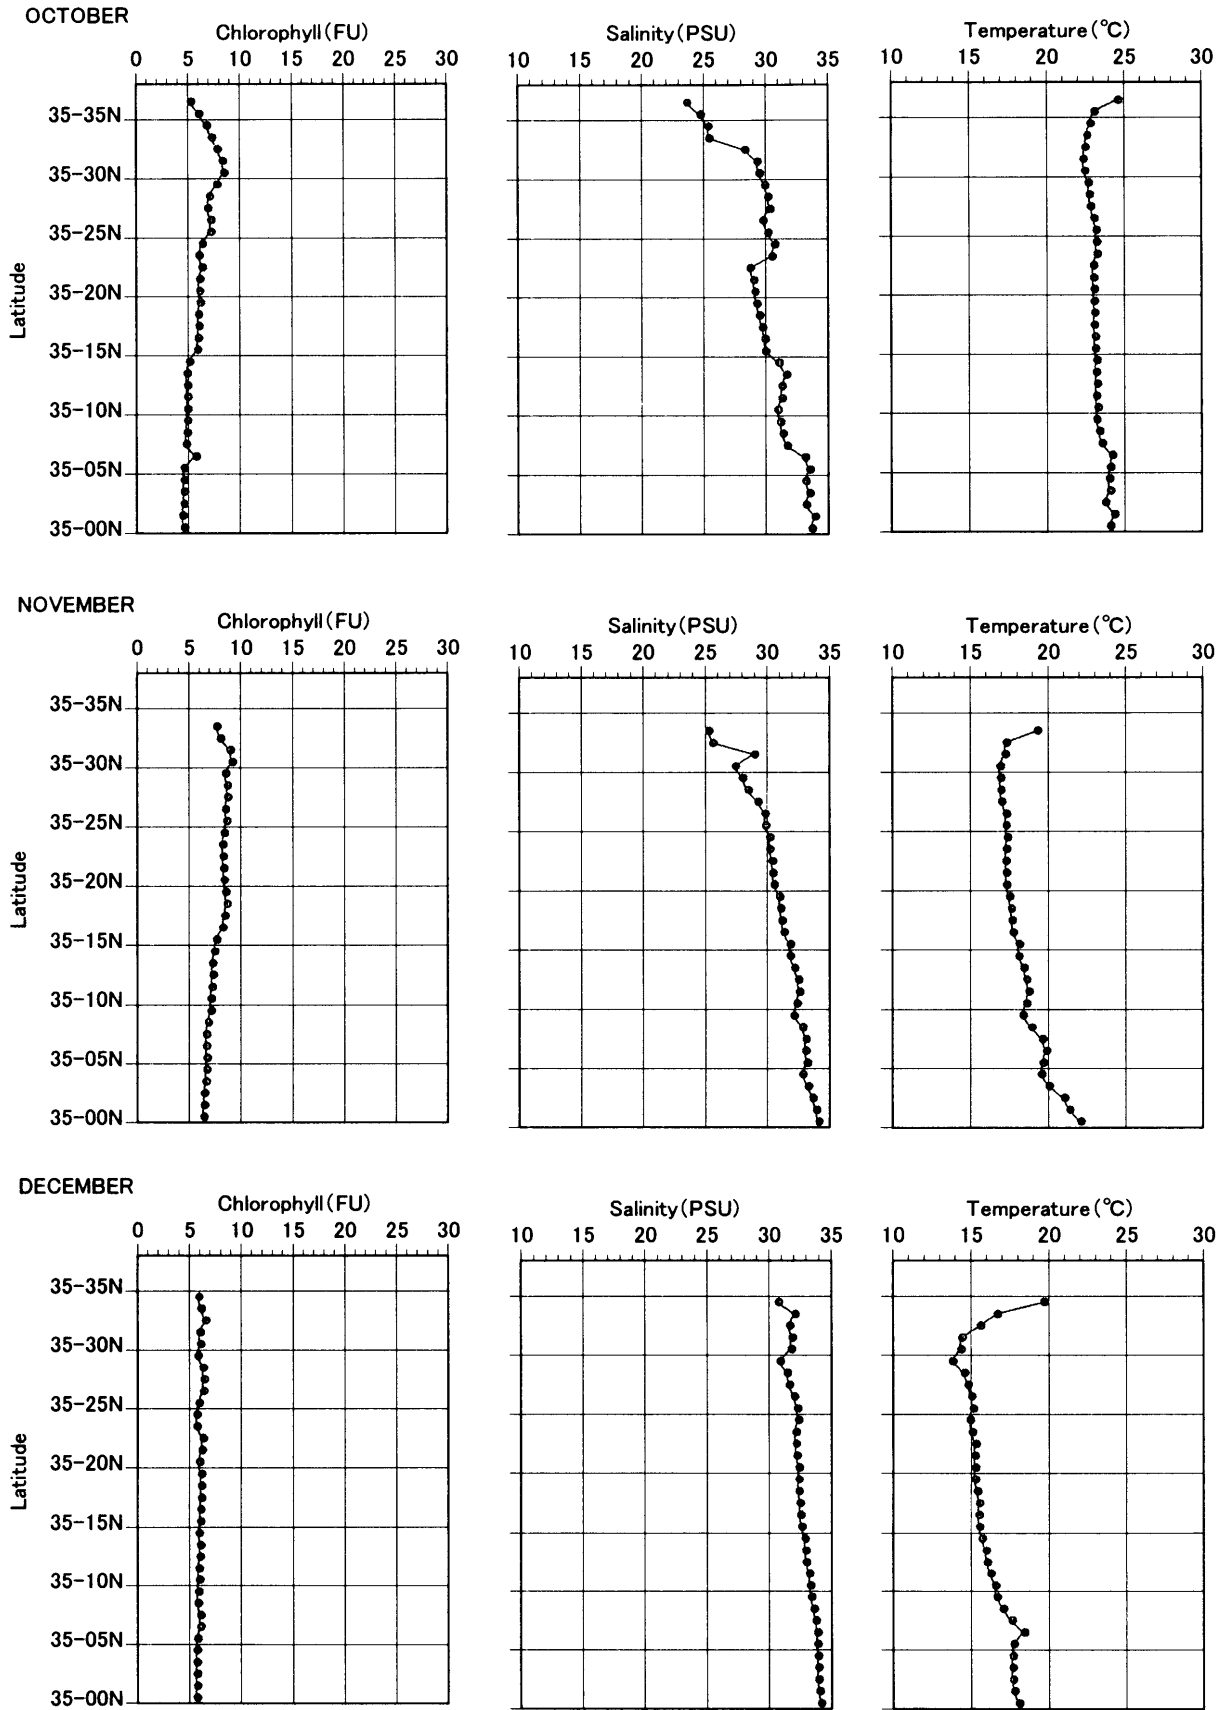 OCTOBER
Chlorophyll(FU) Salinity(PSU) Temperature(°C)
0 5 10 15 20 25 30 10 15 20 25 30 35 10 15 20 25 30
35-35N
35-30N
35-25N
35-20N
35-15N
35-10N
35-05N
35-00N
Latitude
NOVEMBER
Chlorophyll(FU) Salinity(PSU) Temperature(°C)
0 5 10 15 20 25 30 10 15 20 25 30 35 10 15 20 25 30
35-35N
35-30N
35-25N
35-20N
35-15N
35-10N
35-05N
35-00N
Latitude
DECEMBER
Chlorophyll(FU) Salinity(PSU) Temperature(°C)
0 5 10 15 20 25 30 10 15 20 25 30 35 10 15 20 25 30
35-35N
35-30N
35-25N
35-20N
35-15N
35-10N
35-05N
35-00N
Latitude